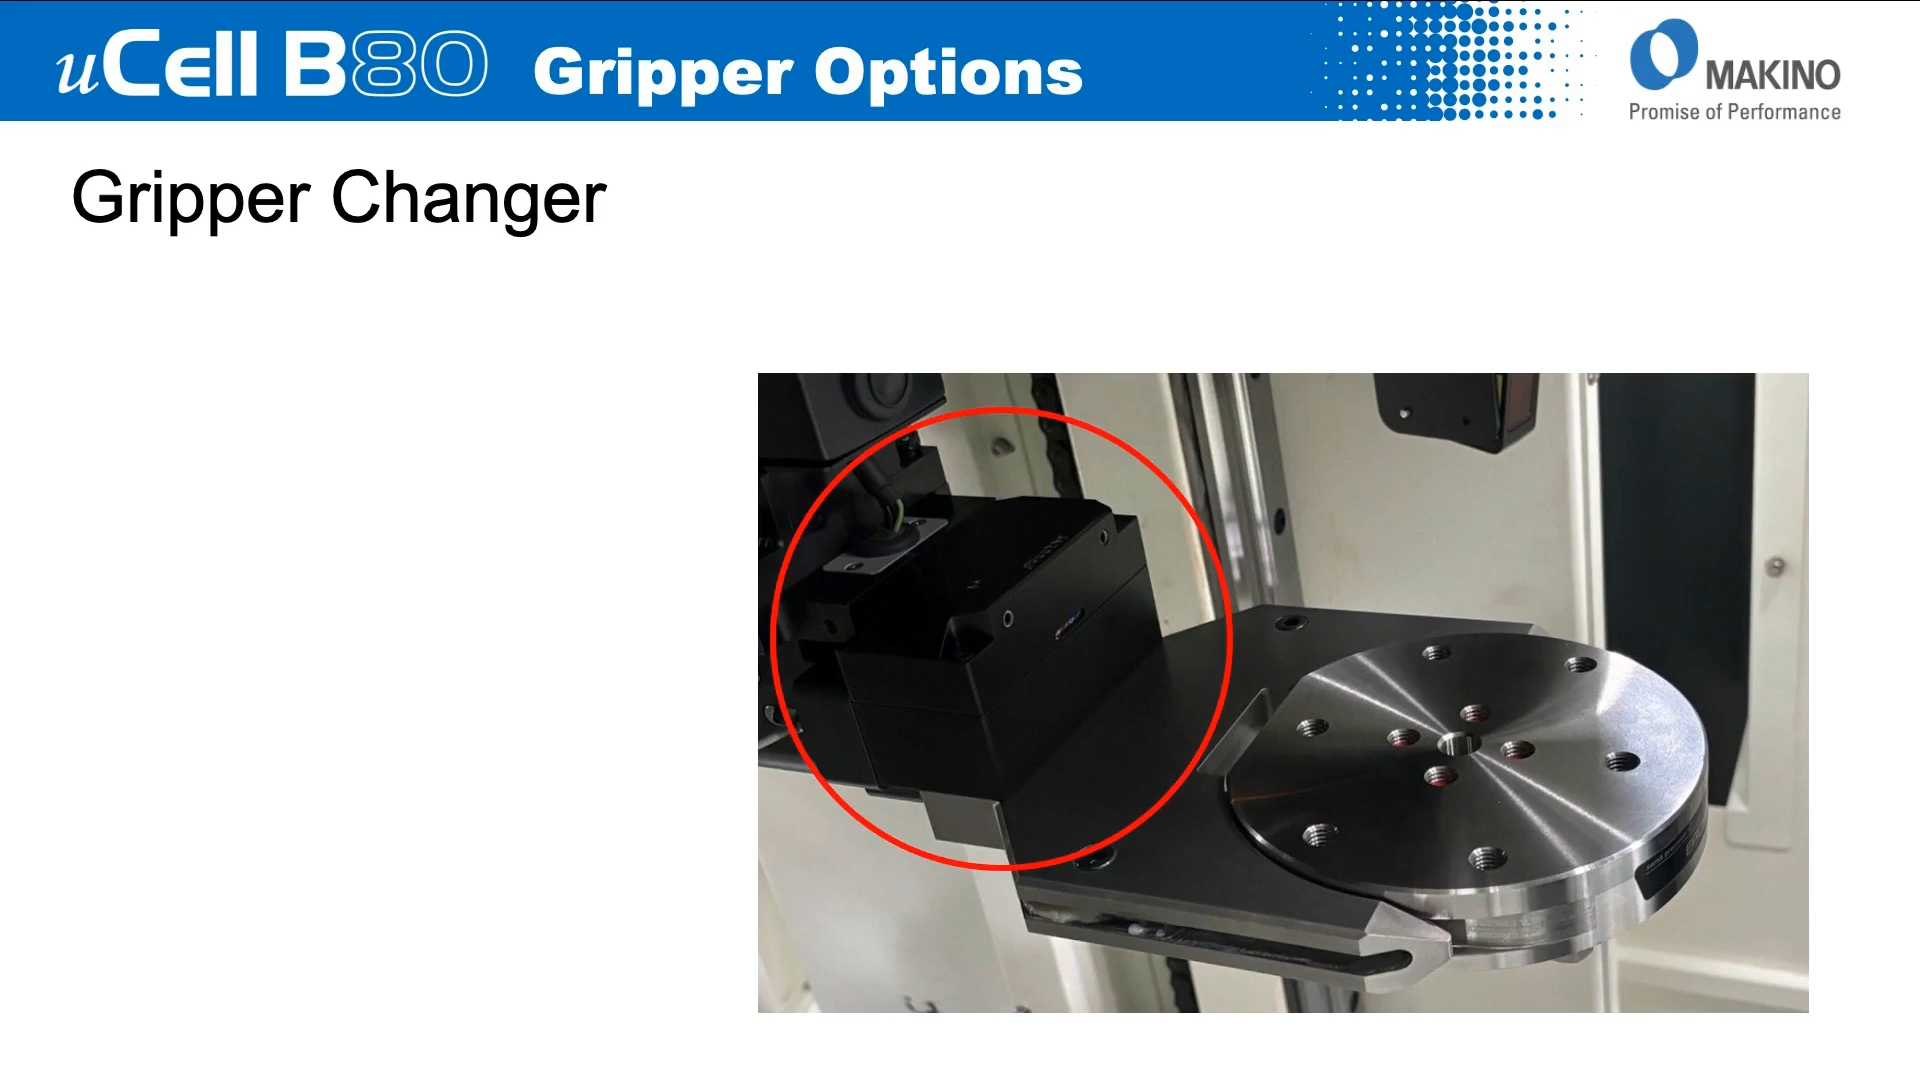 uCell B80 Gripper Options
MAKINO
Promise of Performance
Gripper Changer